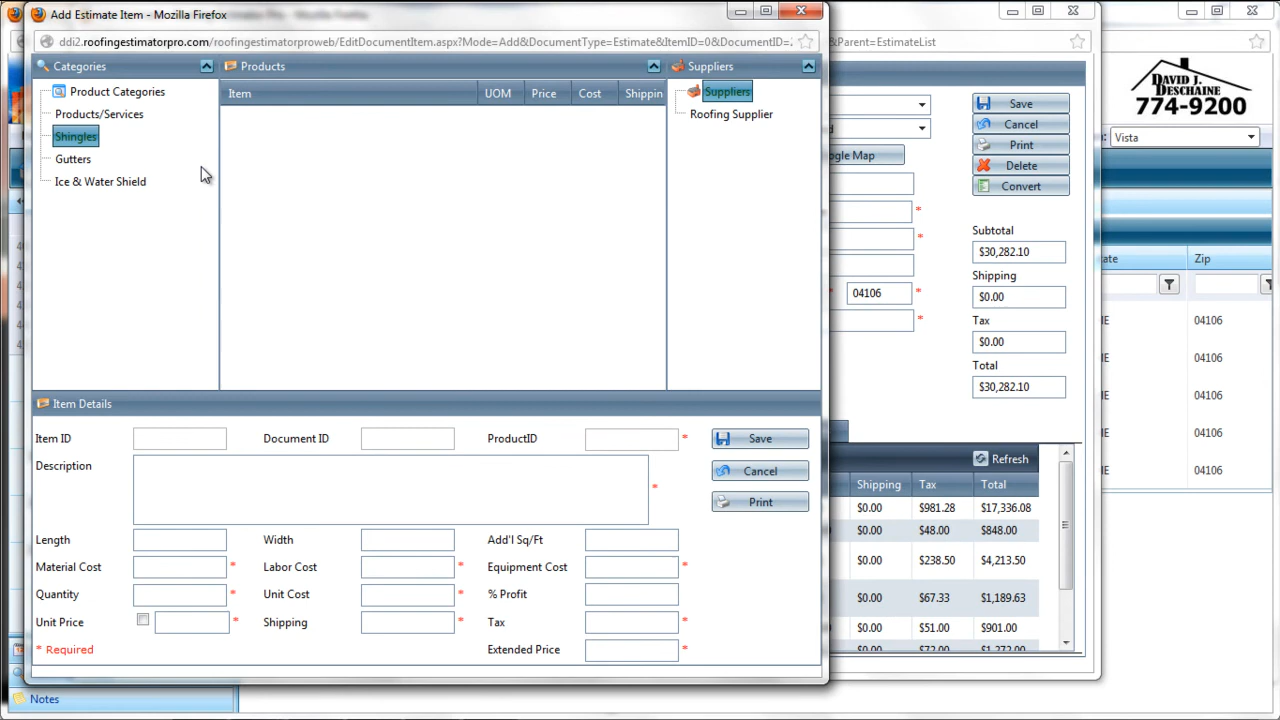 Add Estimate Item - Mozilla Firefox
ddi2.roofingestimatorpro.com/roofingestimatorproweb/EditDocumentItem.aspx?Mode=Add&DocumentType=Estimate&ItemID=0&DocumentID=
&Parent=EstimateList
Categories
Products
Suppliers
Product Categories
Products/Services
Shingles
Gutters
Ice & Water Shield
Item UOM Price Cost Shippin
Suppliers
Roofing Supplier
Item Details
Item ID Document ID ProductID *
Description *
Length Width Add'l Sq/Ft
Material Cost * Labor Cost * Equipment Cost *
Quantity * Unit Cost * % Profit
Unit Price * Shipping * Tax *
* Required Extended Price *
Save
Cancel
Print
Google Map
04106 *
Save
Cancel
Print
Delete
Convert
Subtotal
$30,282.10
Shipping
$0.00
Tax
$0.00
Total
$30,282.10
Refresh
Shipping Tax Total
$0.00 $981.28 $17,336.08
$0.00 $48.00 $848.00
$0.00 $238.50 $4,213.50
$0.00 $67.33 $1,189.63
$0.00 $51.00 $901.00
$0.00 $72.00 $1,272.00
DAVID J.
DESCHAINE
774-9200
Vista
Zip
04106
04106
04106
04106
04106
Notes